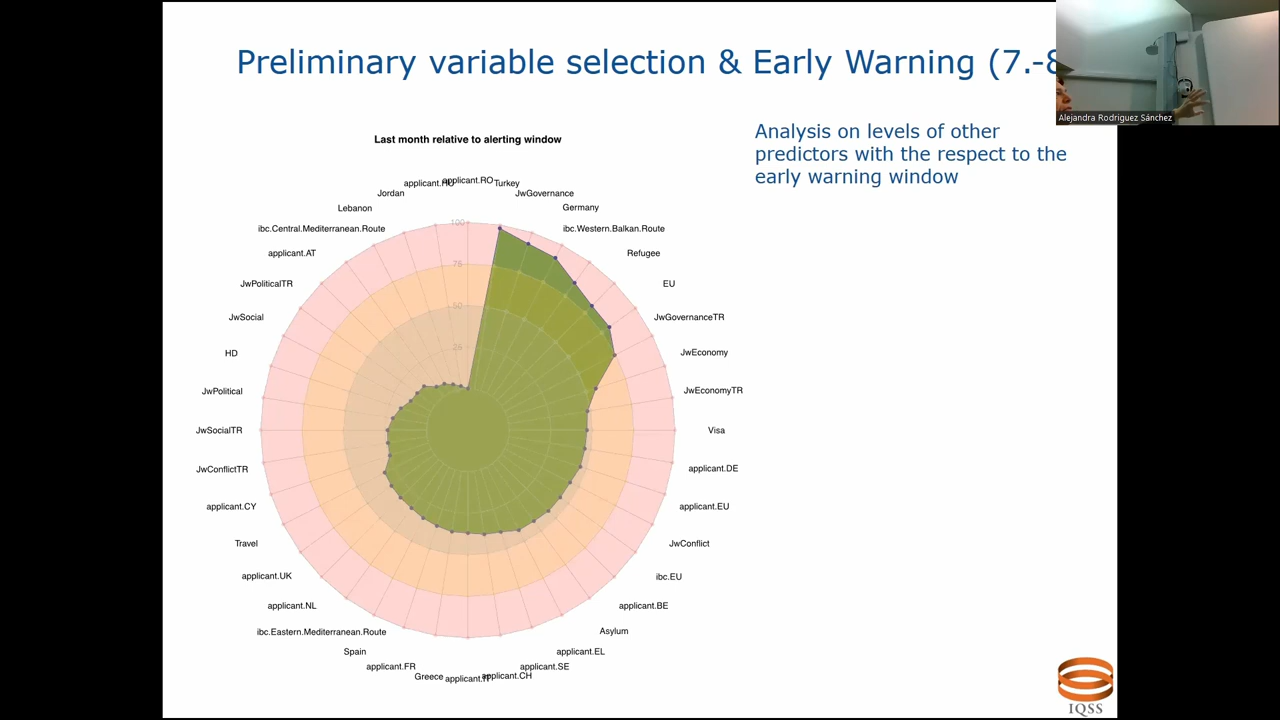 Preliminary variable selection & Early Warning (7.-8
Alejandra Rodriguez Sánchez
Analysis on levels of other
predictors with the respect to the
early warning window
Last month relative to alerting window
applicant.RO
Turkey
JwGovernance
Germany
ibc.Western.Balkan.Route
Refugee
EU
JwGovernanceTR
JwEconomy
JwEconomyTR
Visa
applicant.DE
applicant.EU
JwConflict
ibc.EU
applicant.BE
Asylum
applicant.EL
applicant.SE
applicant.CH
Greece
applicant.FR
Spain
ibc.Eastern.Mediterranean.Route
applicant.NL
applicant.UK
Travel
applicant.CY
JwConflictTR
JwSocialTR
JwPolitical
HD
JwSocial
JwPoliticalTR
applicant.AT
ibc.Central.Mediterranean.Route
Lebanon
Jordan
100
75
50
25
IQSS